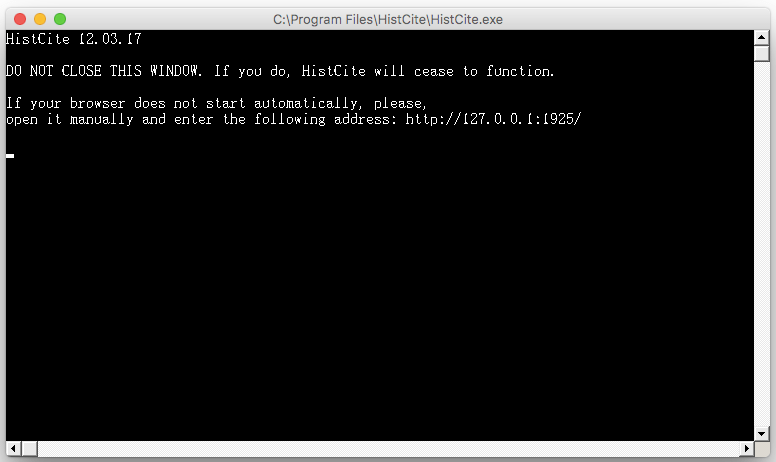 C:\Program Files\HistCite\HistCite.exe
HistCite 12.03.17
DO NOT CLOSE THIS WINDOW. If you do, HistCite will cease to function.
If your browser does not start automatically, please,
open it manually and enter the following address: http://127.0.0.1:1925/